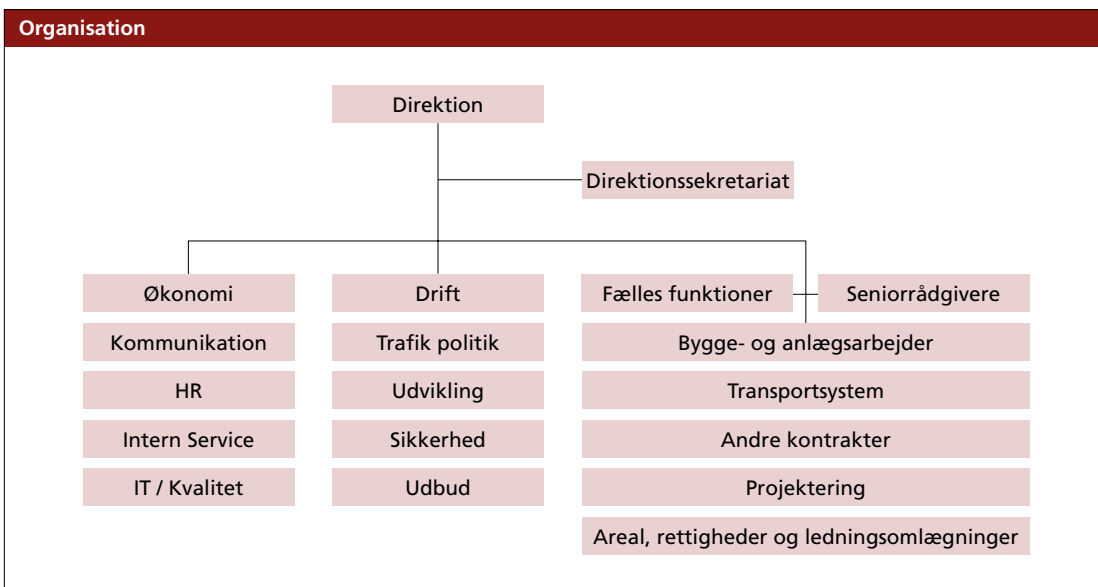 Organisation
Direktion
Direktionssekretariat
Økonomi
Kommunikation
HR
Intern Service
IT / Kvalitet
Drift
Trafik politik
Udvikling
Sikkerhed
Udbud
Fælles funktioner
Seniorrådgivere
Bygge- og anlægsarbejder
Transportsystem
Andre kontrakter
Projektering
Areal, rettigheder og ledningsomlægninger